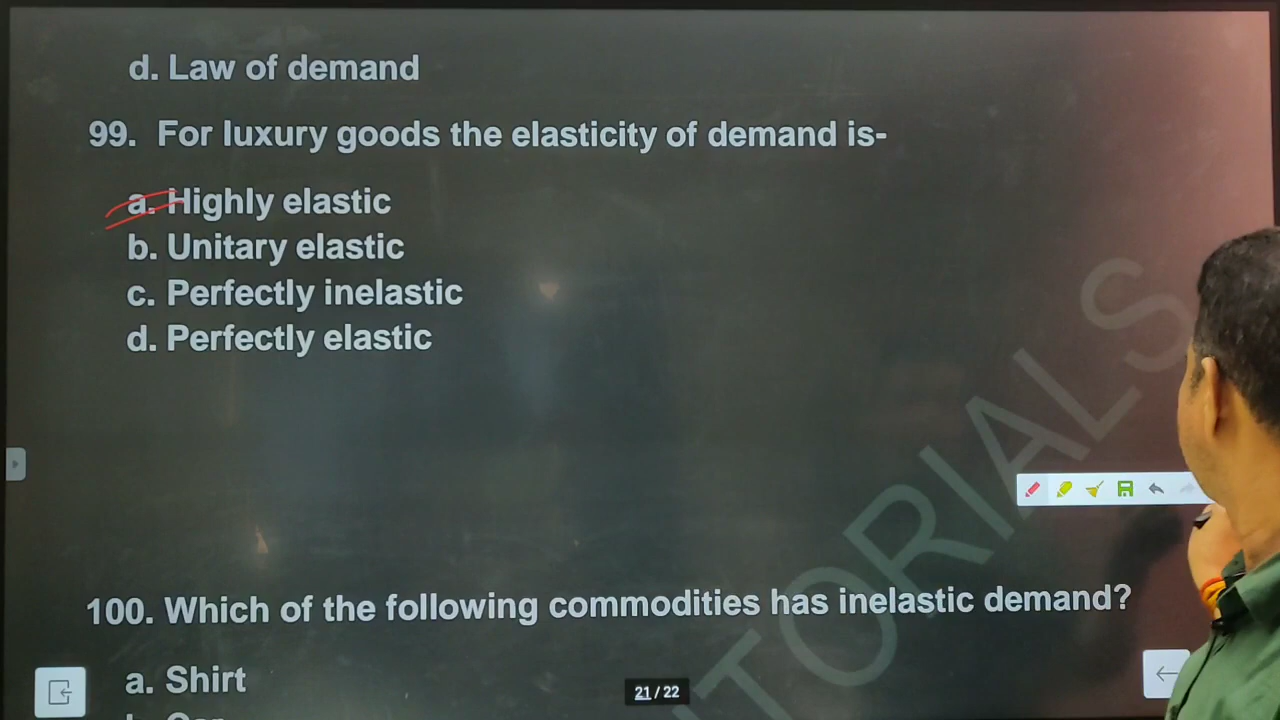 d. Law of demand
99. For luxury goods the elasticity of demand is-
a. Highly elastic
b. Unitary elastic
c. Perfectly inelastic
d. Perfectly elastic
100. Which of the following commodities has inelastic demand?
a. Shirt
21 / 22